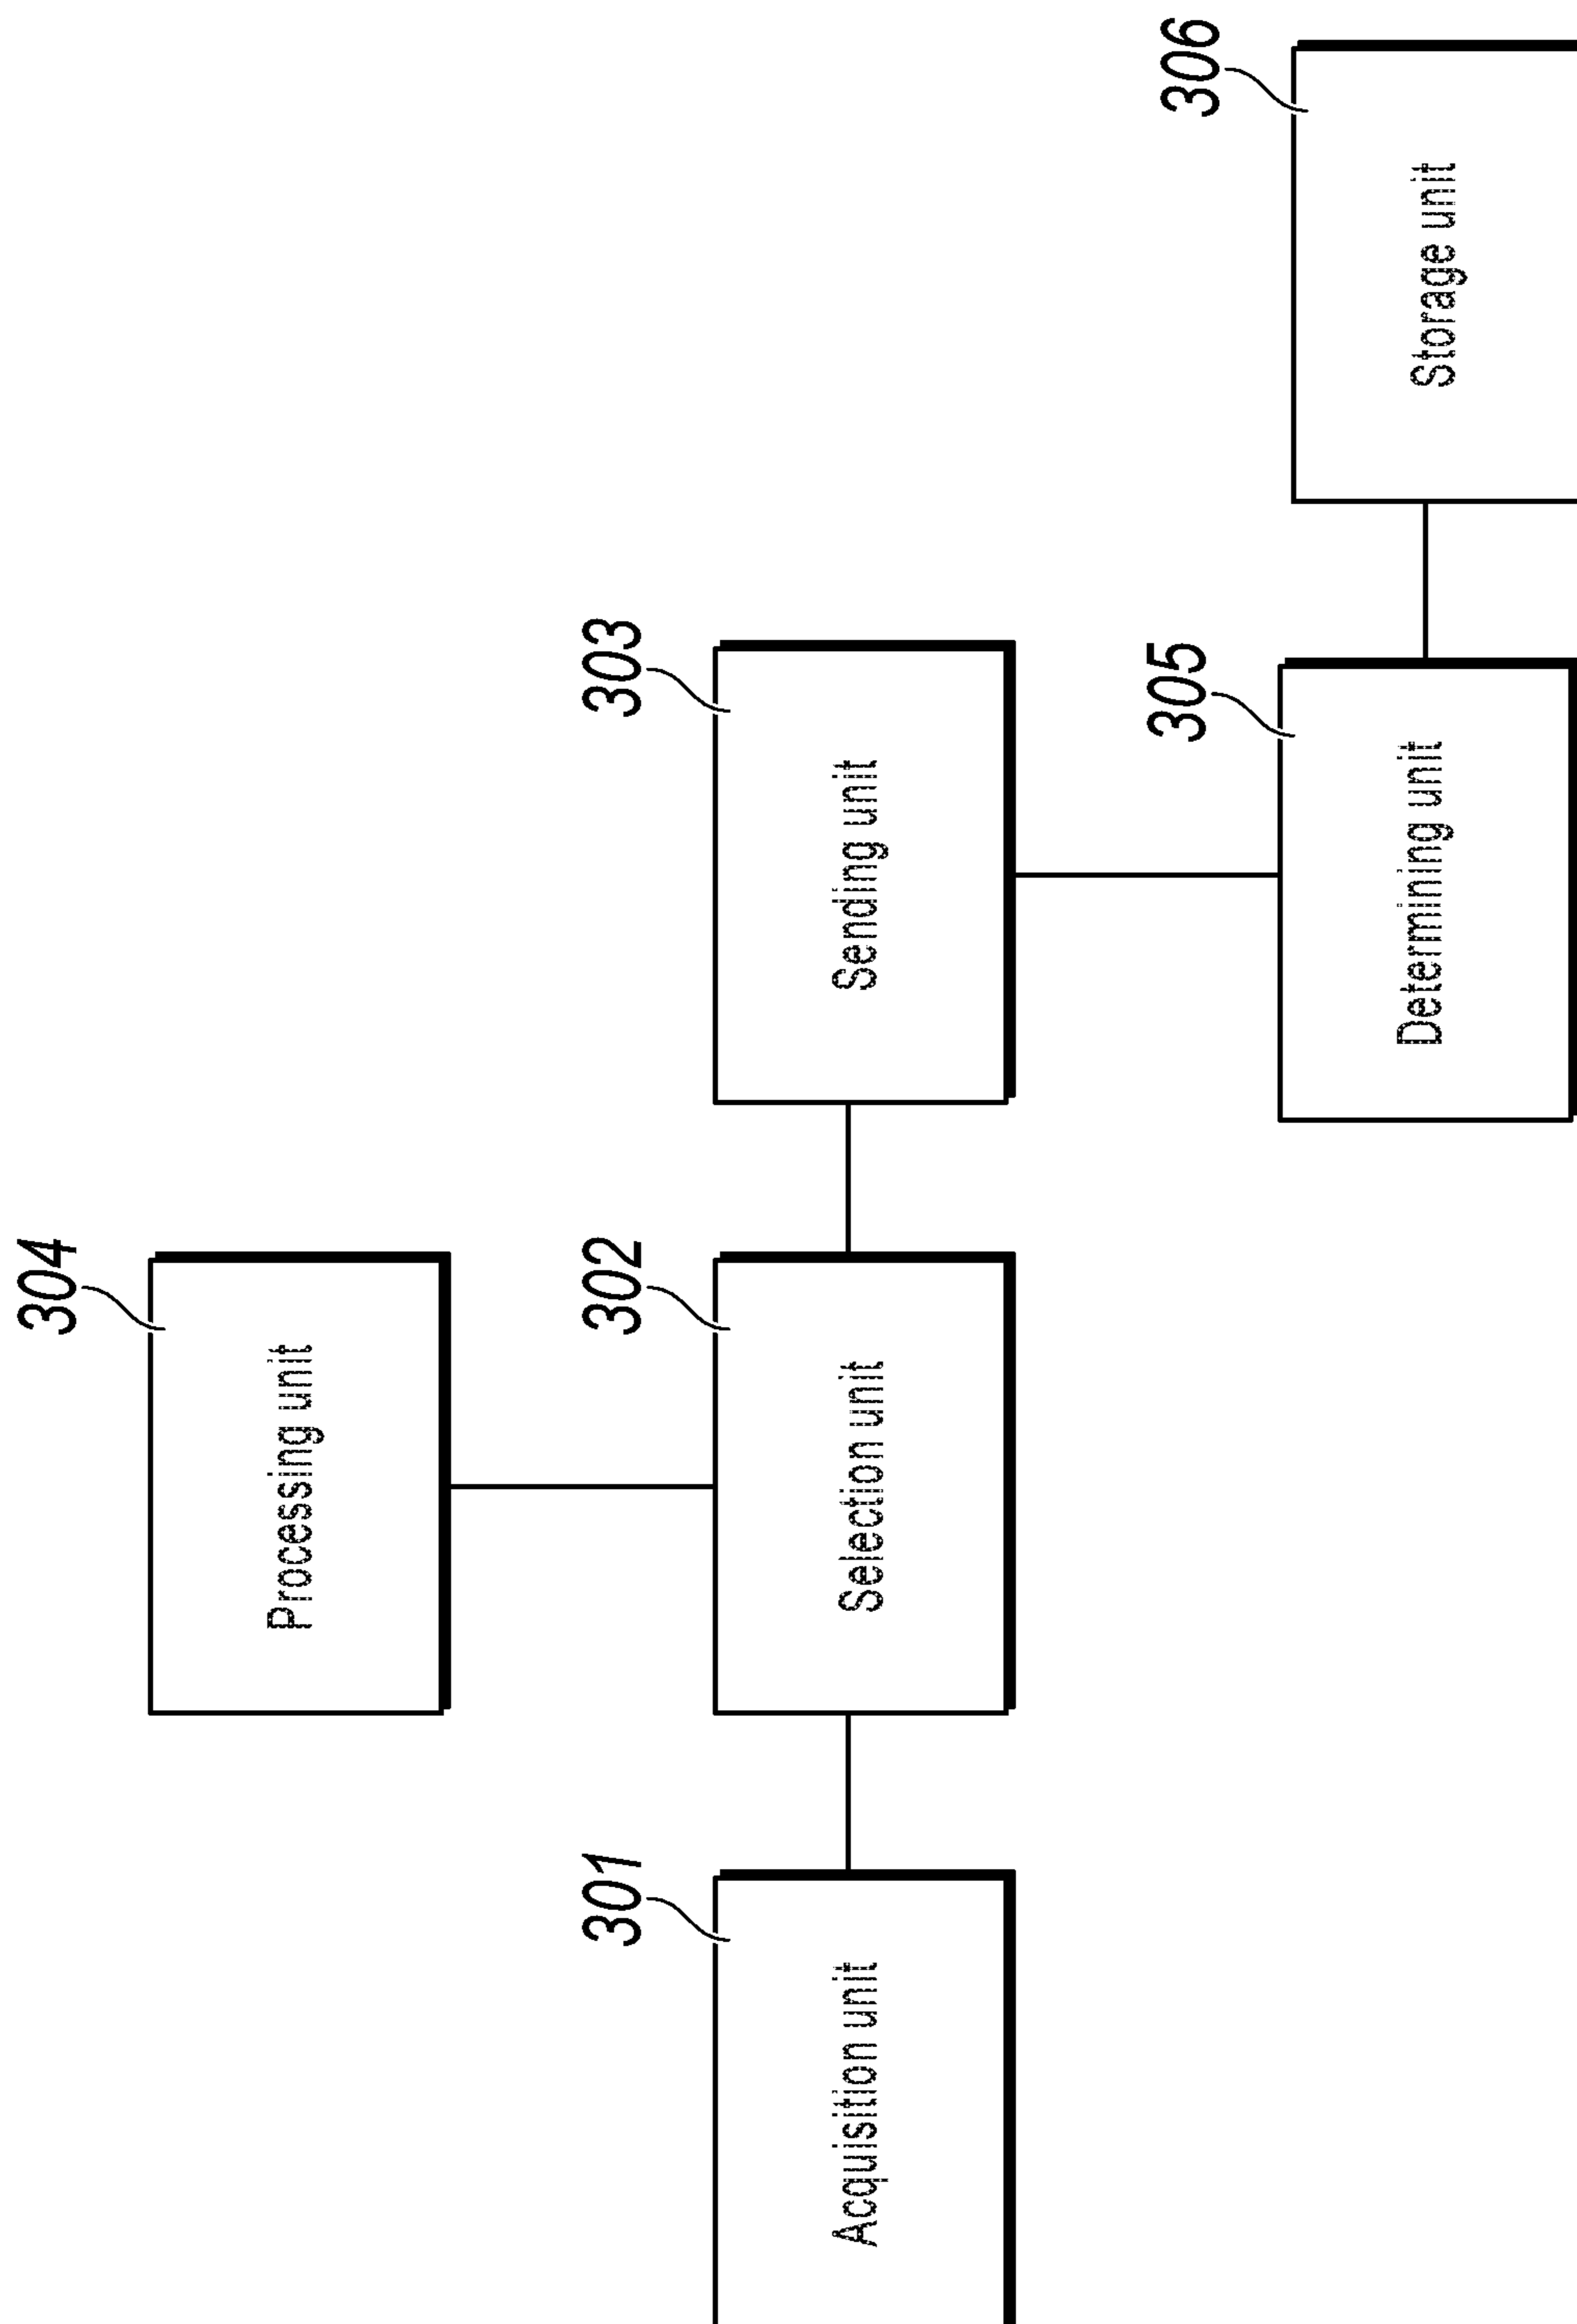 304
Processing unit
301
Acquisition unit
302
Selection unit
303
Sending unit
305
Determining unit
306
Storage unit